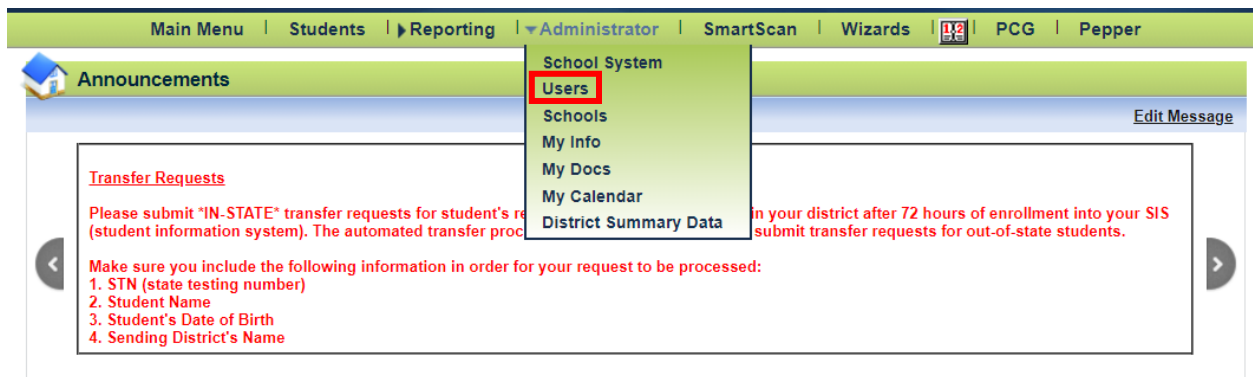 Main Menu | Students | Reporting | Administrator | SmartScan | Wizards | | PCG | Pepper
School System
Users
Schools
My Info
My Docs
My Calendar
District Summary Data
Announcements
Edit Message
Transfer Requests
Please submit *IN-STATE* transfer requests for student's in your district after 72 hours of enrollment into your SIS
(student information system). The automated transfer submit transfer requests for out-of-state students.
Make sure you include the following information in order for your request to be processed:
1. STN (state testing number)
2. Student Name
3. Student's Date of Birth
4. Sending District's Name